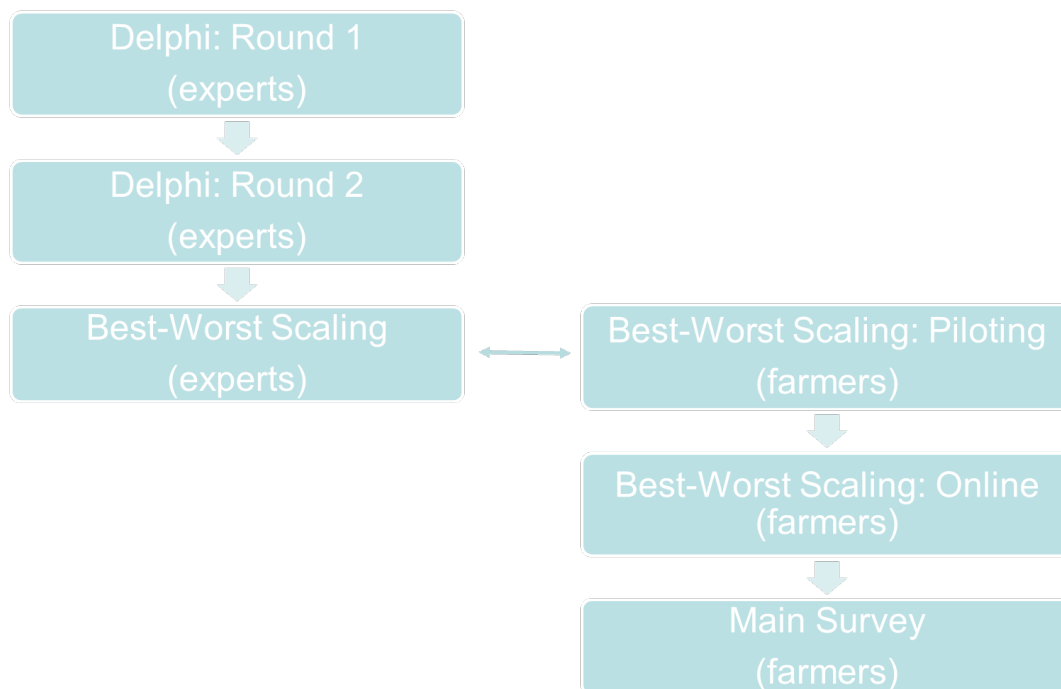 Delphi: Round 1
(experts)
Delphi: Round 2
(experts)
Best-Worst Scaling
(experts)
Best-Worst Scaling: Piloting
(farmers)
Best-Worst Scaling: Online
(farmers)
Main Survey
(farmers)